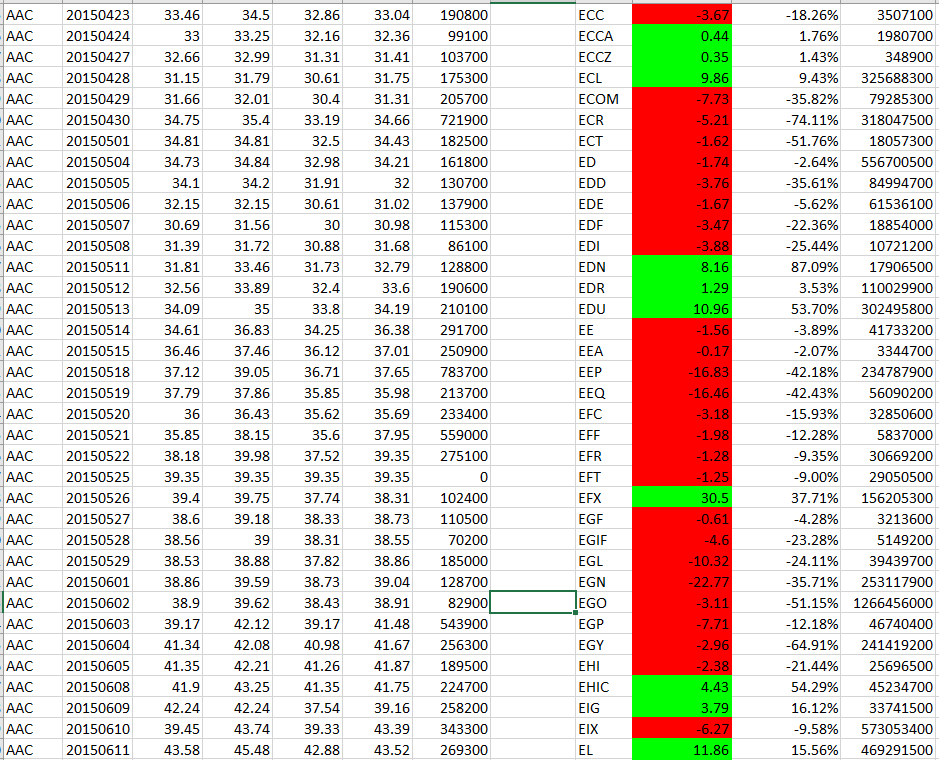 AAC 20150423 33.46 34.5 32.86 33.04 190800 ECC -3.67 -18.26% 3507100
AAC 20150424 33 33.25 32.16 32.36 99100 ECCA 0.44 1.76% 1980700
AAC 20150427 32.66 32.99 31.31 31.41 103700 ECCZ 0.35 1.43% 348900
AAC 20150428 31.15 31.79 30.61 31.75 175300 ECL 9.86 9.43% 325688300
AAC 20150429 31.66 32.01 30.4 31.31 205700 ECOM -7.73 -35.82% 79285300
AAC 20150430 34.75 35.4 33.19 34.66 721900 ECR -5.21 -74.11% 318047500
AAC 20150501 34.81 34.81 32.5 34.43 182500 ECT -1.62 -51.76% 18057300
AAC 20150504 34.73 34.84 32.98 34.21 161800 ED -1.74 -2.64% 556700500
AAC 20150505 34.1 34.2 31.91 32 130700 EDD -3.76 -35.61% 84994700
AAC 20150506 32.15 32.15 30.61 31.02 137900 EDE -1.67 -5.62% 61536100
AAC 20150507 30.69 31.56 30 30.98 115300 EDF -3.47 -22.36% 18854000
AAC 20150508 31.39 31.72 30.88 31.68 86100 EDI -3.88 -25.44% 10721200
AAC 20150511 31.81 33.46 31.73 32.79 128800 EDN 8.16 87.09% 17906500
AAC 20150512 32.56 33.89 32.4 33.6 190600 EDR 1.29 3.53% 110029900
AAC 20150513 34.09 35 33.8 34.19 210100 EDU 10.96 53.70% 302495800
AAC 20150514 34.61 36.83 34.25 36.38 291700 EE -1.56 -3.89% 41733200
AAC 20150515 36.46 37.46 36.12 37.01 250900 EEA -0.17 -2.07% 3344700
AAC 20150518 37.12 39.05 36.71 37.65 783700 EEP -16.83 -42.18% 234787900
AAC 20150519 37.79 37.86 35.85 35.98 213700 EEQ -16.46 -42.43% 56090200
AAC 20150520 36 36.43 35.62 35.69 233400 EFC -3.18 -15.93% 32850600
AAC 20150521 35.85 38.15 35.6 37.95 559000 EFF -1.98 -12.28% 5837000
AAC 20150522 38.18 39.98 37.52 39.35 275100 EFR -1.28 -9.35% 30669200
AAC 20150525 39.35 39.35 39.35 39.35 0 EFT -1.25 -9.00% 29050500
AAC 20150526 39.4 39.75 37.74 38.31 102400 EFX 30.5 37.71% 156205300
AAC 20150527 38.6 39.18 38.33 38.73 110500 EGF -0.61 -4.28% 3213600
AAC 20150528 38.56 39 38.31 38.55 70200 EGIF -4.6 -23.28% 5149200
AAC 20150529 38.53 38.88 37.82 38.86 185000 EGL -10.32 -24.11% 39439700
AAC 20150601 38.86 39.59 38.73 39.04 128700 EGN -22.77 -35.71% 253117900
AAC 20150602 38.9 39.62 38.43 38.91 82900 EGO -3.11 -51.15% 1266456000
AAC 20150603 39.17 42.12 39.17 41.48 543900 EGP -7.71 -12.18% 46740400
AAC 20150604 41.34 42.08 40.98 41.67 256300 EGY -2.96 -64.91% 241419200
AAC 20150605 41.35 42.21 41.26 41.87 189500 EHI -2.38 -21.44% 25696500
AAC 20150608 41.9 43.25 41.35 41.75 224700 EHIC 4.43 54.29% 45234700
AAC 20150609 42.24 42.24 37.54 39.16 258200 EIG 3.79 16.12% 33741500
AAC 20150610 39.45 43.74 39.33 43.39 343300 EIX -6.27 -9.58% 573053400
AAC 20150611 43.58 45.48 42.88 43.52 269300 EL 11.86 15.56% 469291500